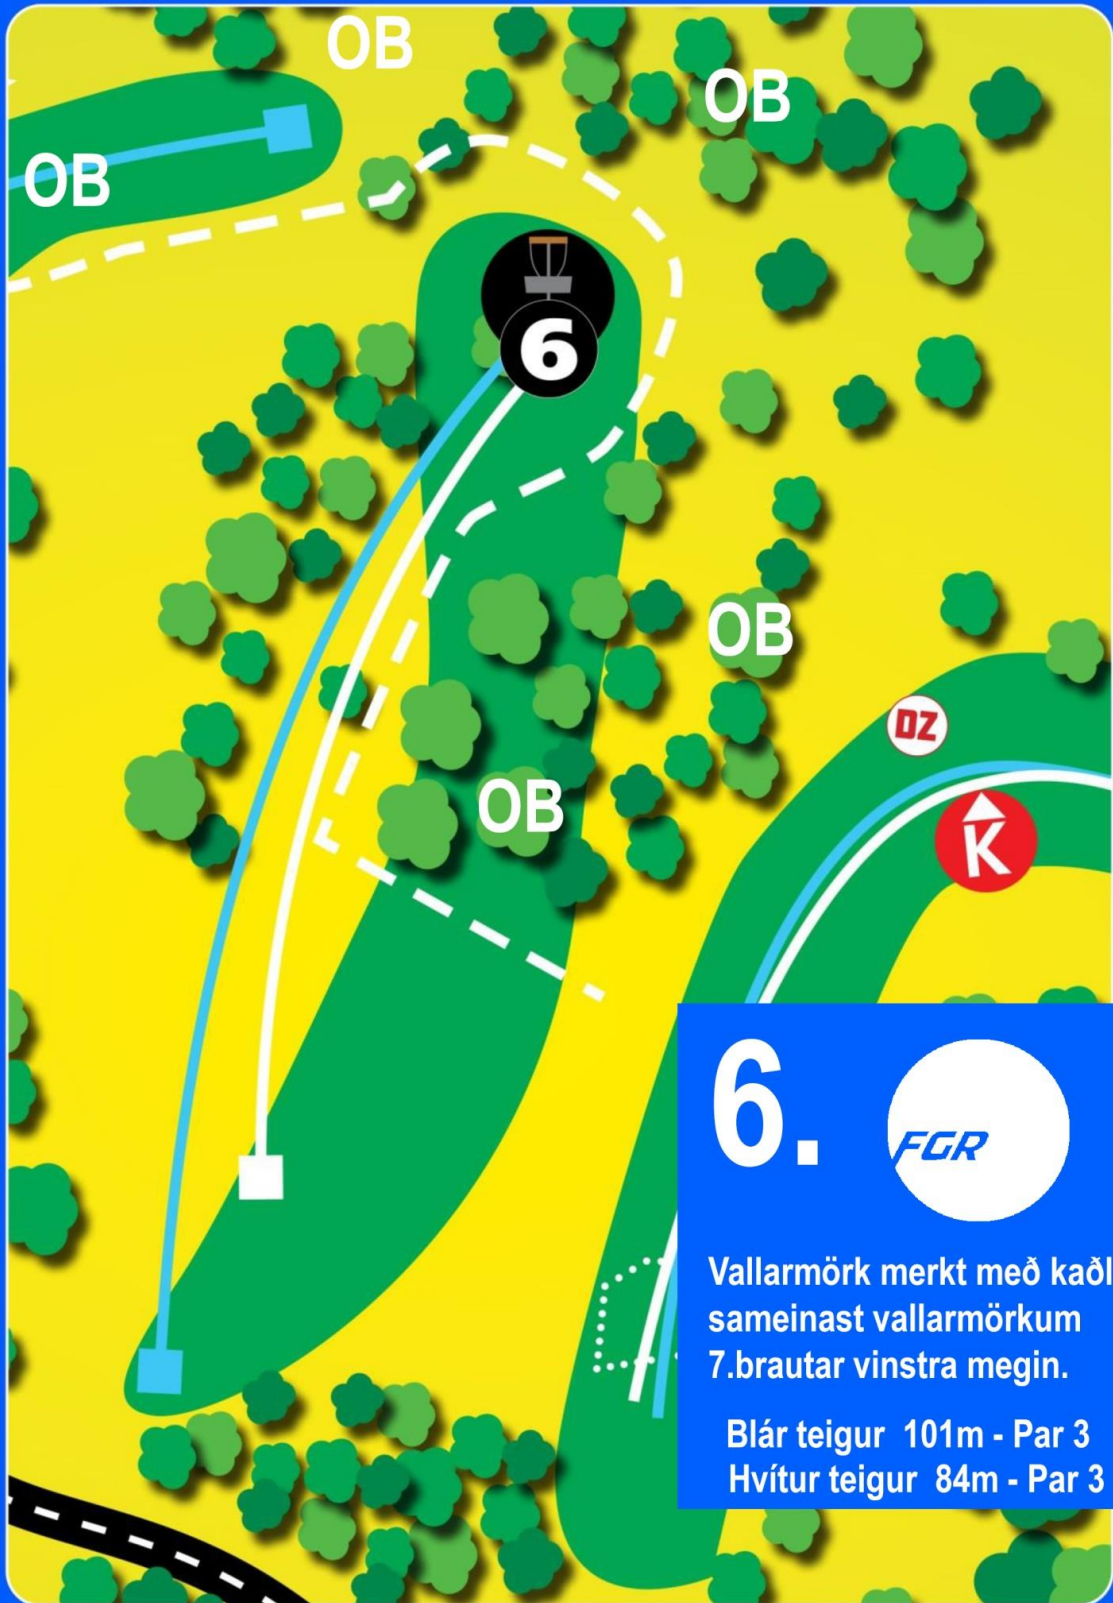 OB
OB
OB
6
OB
DZ
K
OB
6.
FGR
Vallarmörk merkt með kaðl
sameinast vallarmörkum
7.brautar vinstra megin.
Blár teigur 101m - Par 3
Hvítur teigur 84m - Par 3